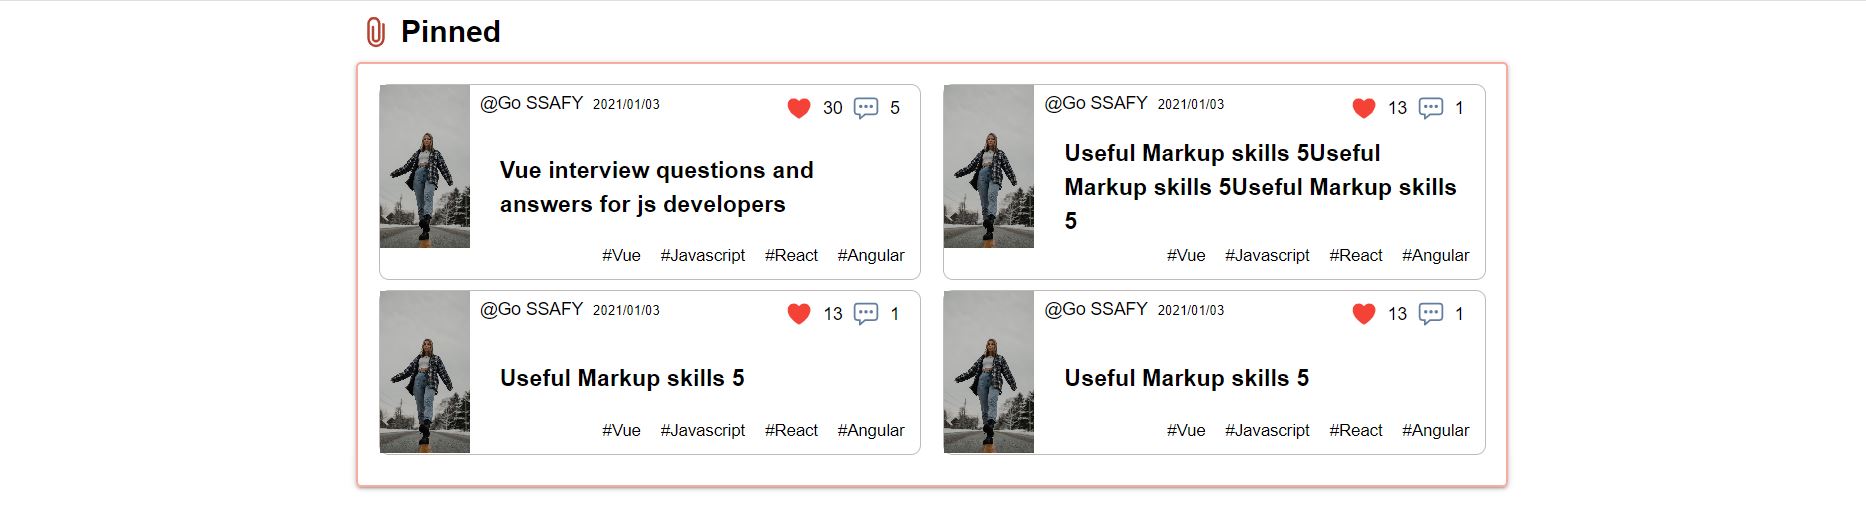 Pinned
@Go SSAFY 2021/01/03 30 5
Vue interview questions and
answers for js developers
#Vue #Javascript #React #Angular
@Go SSAFY 2021/01/03 13 1
Useful Markup skills 5Useful
Markup skills 5Useful Markup skills
5
#Vue #Javascript #React #Angular
@Go SSAFY 2021/01/03 13 1
Useful Markup skills 5
#Vue #Javascript #React #Angular
@Go SSAFY 2021/01/03 13 1
Useful Markup skills 5
#Vue #Javascript #React #Angular